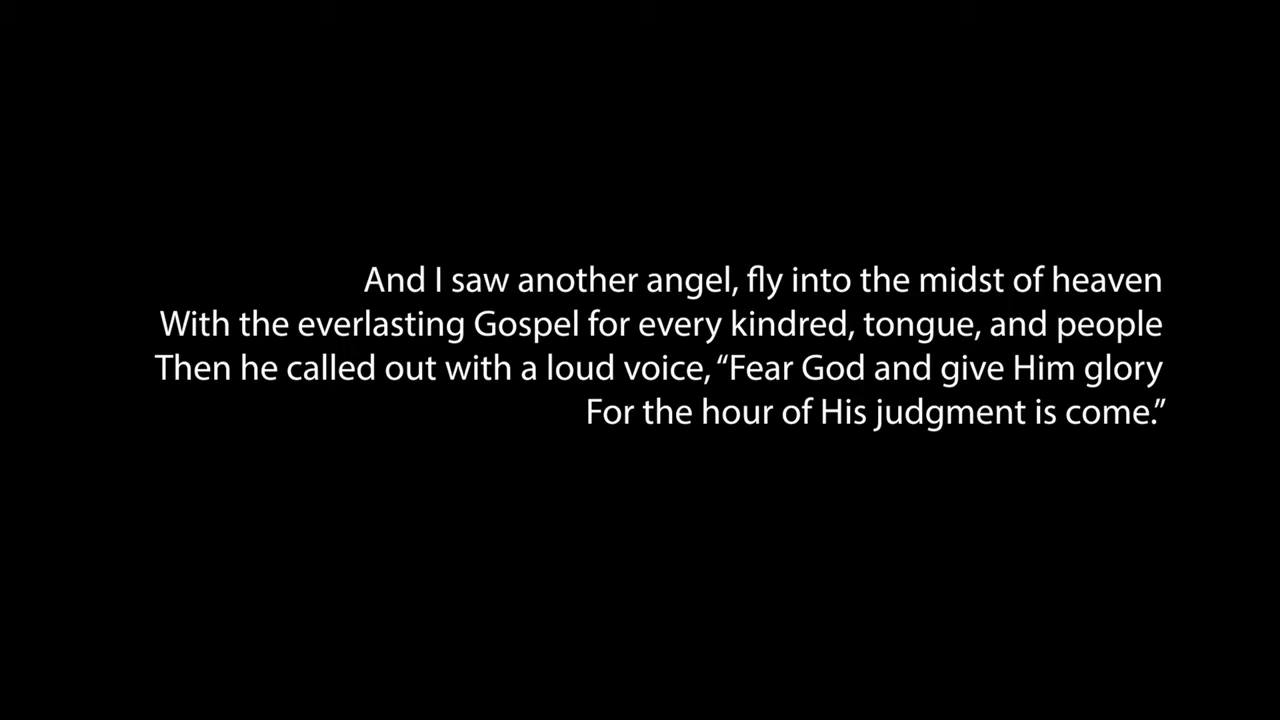 And I saw another angel, fly into the midst of heaven
With the everlasting Gospel for every kindred, tongue, and people
Then he called out with a loud voice, “Fear God and give Him glory
For the hour of His judgment is come.”